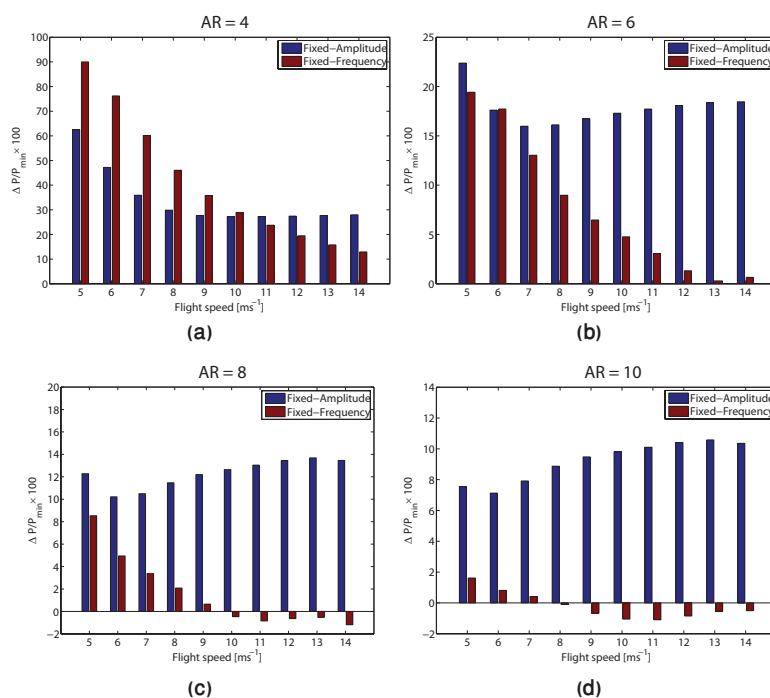 AR = 4
100
90
80
70
60
50
40
30
20
10
0
Δ P/P_min × 100
Fixed−Amplitude
Fixed−Frequency
5 6 7 8 9 10 11 12 13 14
Flight speed [ms⁻¹]
(a)
AR = 6
25
20
15
10
5
0
Δ P/P_min × 100
Fixed−Amplitude
Fixed−Frequency
5 6 7 8 9 10 11 12 13 14
Flight speed [ms⁻¹]
(b)
AR = 8
20
18
16
14
12
10
8
6
4
2
0
−2
Δ P/P_min × 100
Fixed−Amplitude
Fixed−Frequency
5 6 7 8 9 10 11 12 13 14
Flight speed [ms⁻¹]
(c)
AR = 10
14
12
10
8
6
4
2
0
−2
Δ P/P_min × 100
Fixed−Amplitude
Fixed−Frequency
5 6 7 8 9 10 11 12 13 14
Flight speed [ms⁻¹]
(d)